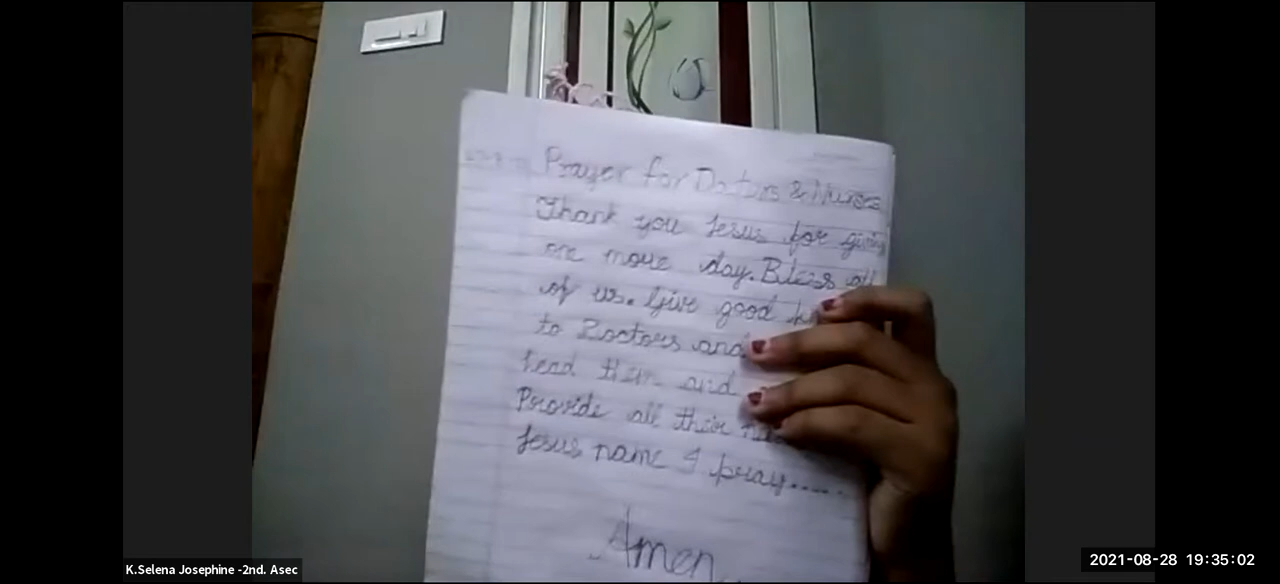 Prayer for Doctors & Nurses
Thank you Jesus for giving
one more day. Bless all
of us. Give good
to Doctors and
lead them and
Provide all their
Jesus name I pray.....
Amen
K.Selena Josephine -2nd. Asec
2021-08-28 19:35:02